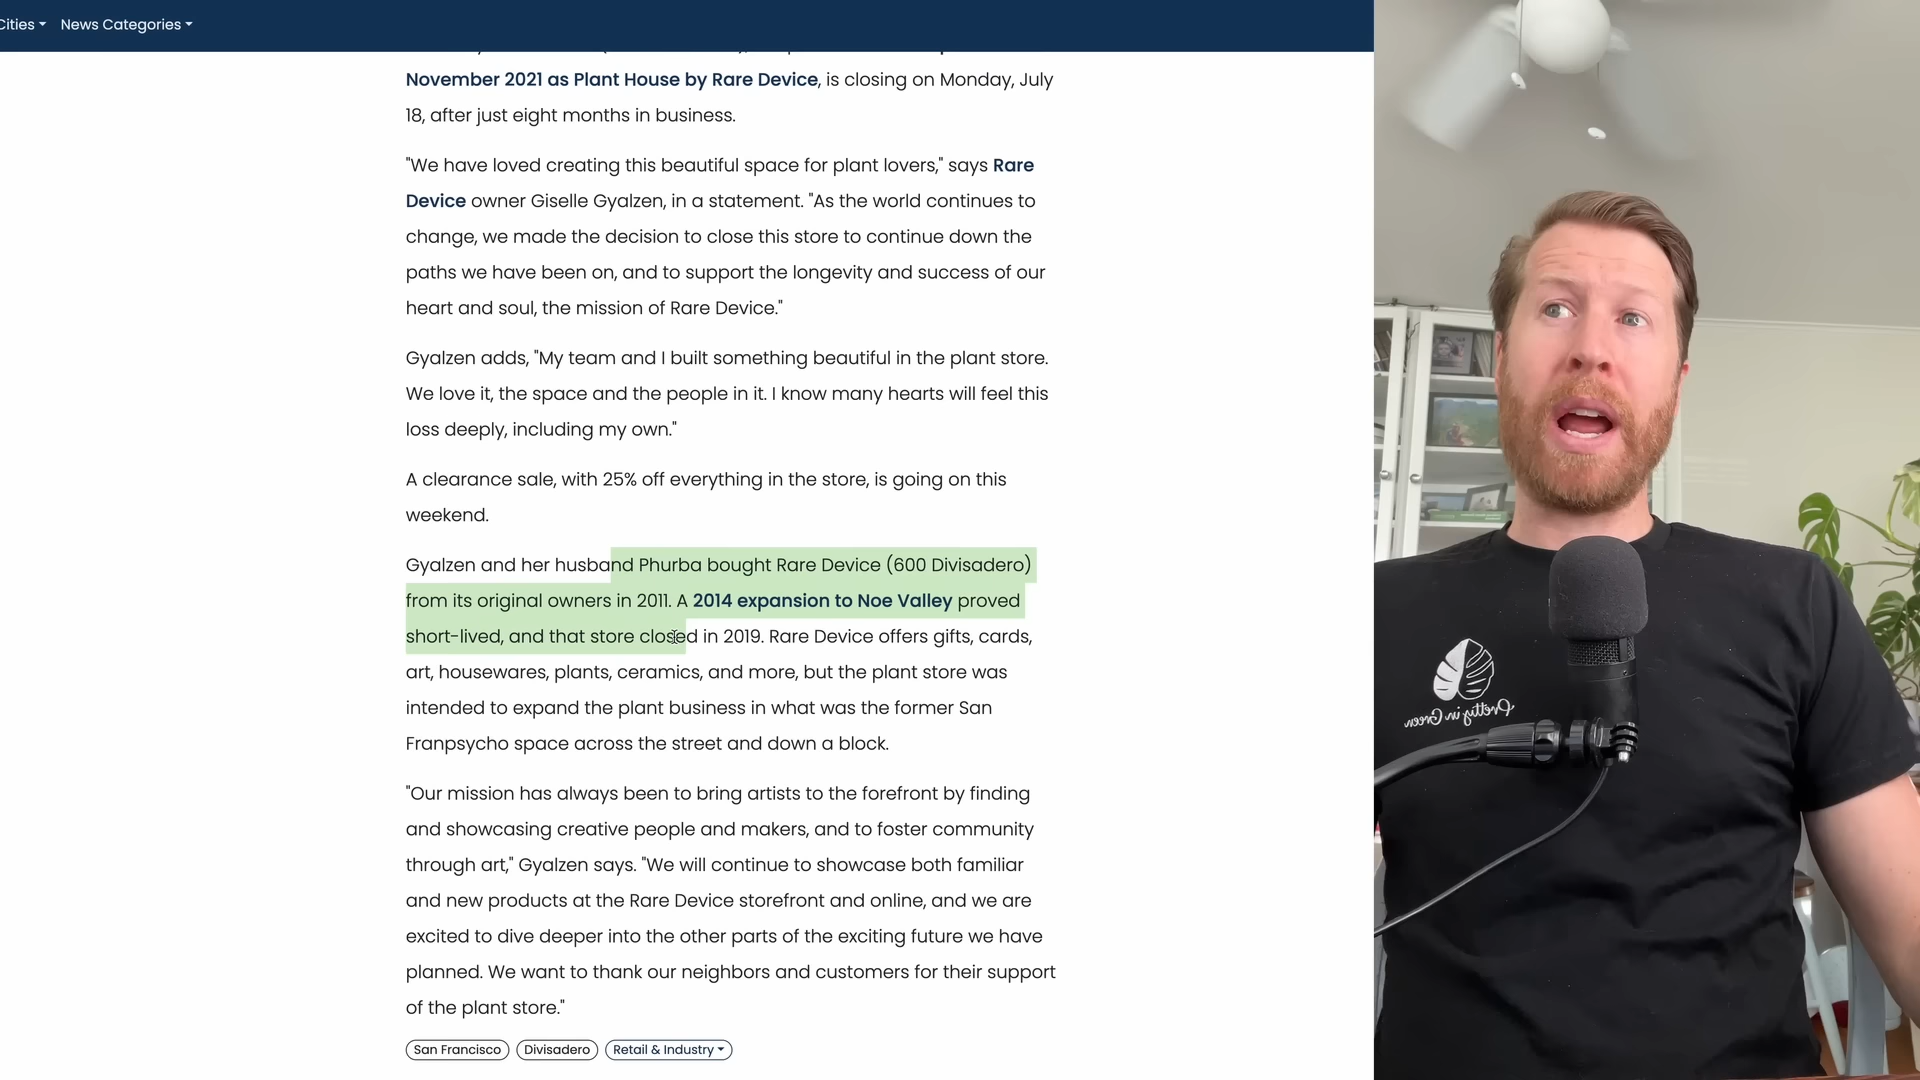 Cities
News Categories
November 2021 as Plant House by Rare Device, is closing on Monday, July
18, after just eight months in business.
"We have loved creating this beautiful space for plant lovers," says Rare
Device owner Giselle Gyalzen, in a statement. "As the world continues to
change, we made the decision to close this store to continue down the
paths we have been on, and to support the longevity and success of our
heart and soul, the mission of Rare Device."
Gyalzen adds, "My team and I built something beautiful in the plant store.
We love it, the space and the people in it. I know many hearts will feel this
loss deeply, including my own."
A clearance sale, with 25% off everything in the store, is going on this
weekend.
Gyalzen and her husband Phurba bought Rare Device (600 Divisadero)
from its original owners in 2011. A 2014 expansion to Noe Valley proved
short-lived, and that store closed in 2019. Rare Device offers gifts, cards,
art, housewares, plants, ceramics, and more, but the plant store was
intended to expand the plant business in what was the former San
Franpsycho space across the street and down a block.
"Our mission has always been to bring artists to the forefront by finding
and showcasing creative people and makers, and to foster community
through art," Gyalzen says. "We will continue to showcase both familiar
and new products at the Rare Device storefront and online, and we are
excited to dive deeper into the other parts of the exciting future we have
planned. We want to thank our neighbors and customers for their support
of the plant store."
San Francisco
Divisadero
Retail & Industry
Pretty in Green